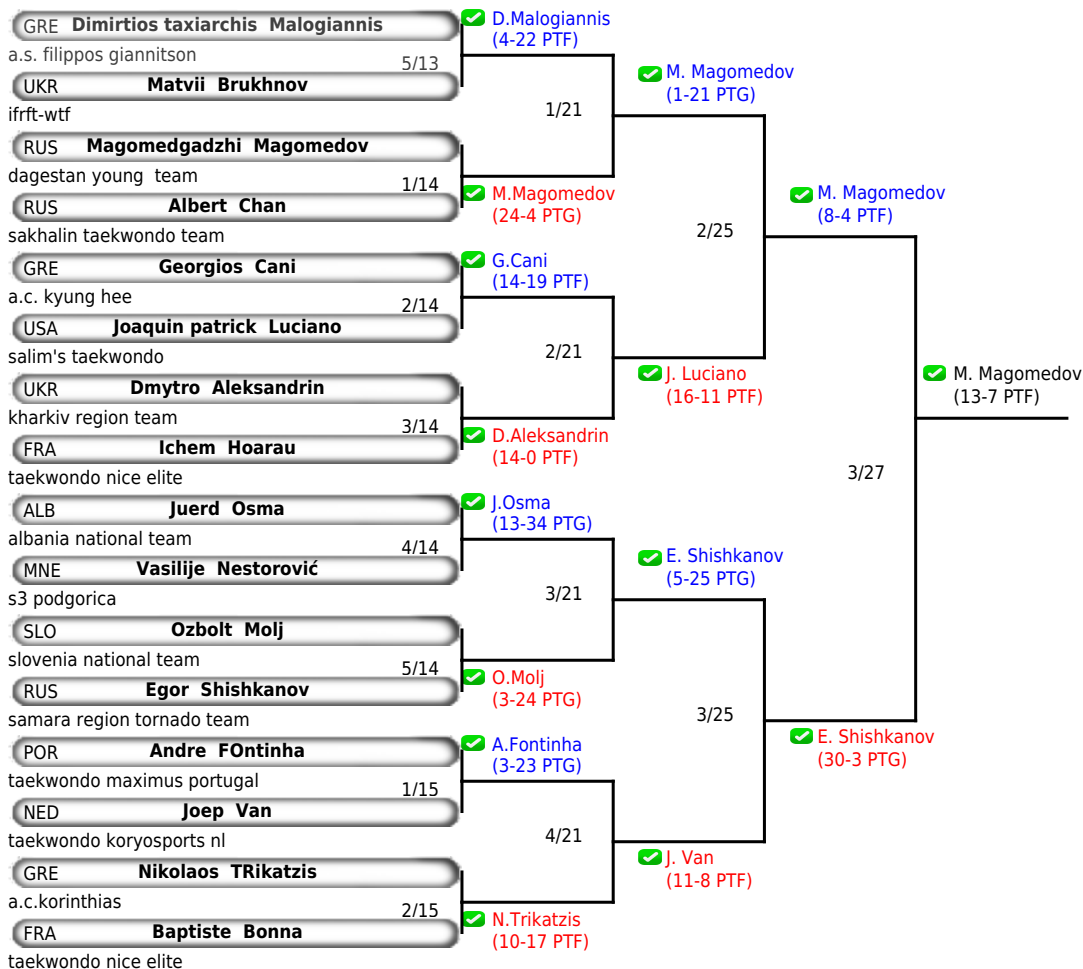 GRE Dimirtios taxiarchis Malogiannis
a.s. filippos giannitson
5/13
UKR Matvii Brukhnov
ifrft-wtf
RUS Magomedgadzhi Magomedov
dagestan young team
1/14
RUS Albert Chan
sakhalin taekwondo team
GRE Georgios Cani
a.c. kyung hee
2/14
USA Joaquin patrick Luciano
salim's taekwondo
UKR Dmytro Aleksandrin
kharkiv region team
3/14
FRA Ichem Hoarau
taekwondo nice elite
ALB Juerd Osma
albania national team
4/14
MNE Vasilije Nestorović
s3 podgorica
SLO Ozbolt Molj
slovenia national team
5/14
RUS Egor Shishkanov
samara region tornado team
POR Andre FOntinha
taekwondo maximus portugal
1/15
NED Joep Van
taekwondo koryosports nl
GRE Nikolaos TRikatzis
a.c.korinthias
2/15
FRA Baptiste Bonna
taekwondo nice elite
D.Malogiannis
(4-22 PTF)
1/21
M.Magomedov
(24-4 PTG)
G.Cani
(14-19 PTF)
2/21
D.Aleksandrin
(14-0 PTF)
J.Osma
(13-34 PTG)
3/21
O.Molj
(3-24 PTG)
A.Fontinha
(3-23 PTG)
4/21
N.Trikatzis
(10-17 PTF)
M. Magomedov
(1-21 PTG)
2/25
J. Luciano
(16-11 PTF)
E. Shishkanov
(5-25 PTG)
3/25
J. Van
(11-8 PTF)
M. Magomedov
(8-4 PTF)
3/27
E. Shishkanov
(30-3 PTG)
M. Magomedov
(13-7 PTF)